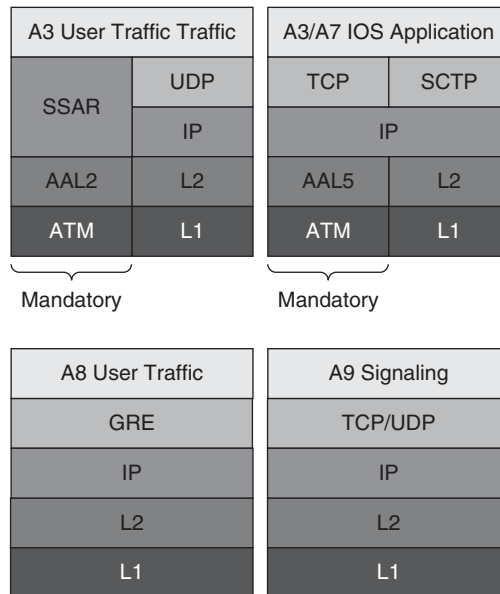 A3 User Traffic Traffic
SSAR
UDP
IP
AAL2
L2
ATM
L1
Mandatory
A3/A7 IOS Application
TCP
SCTP
IP
AAL5
L2
ATM
L1
Mandatory
A8 User Traffic
GRE
IP
L2
L1
A9 Signaling
TCP/UDP
IP
L2
L1